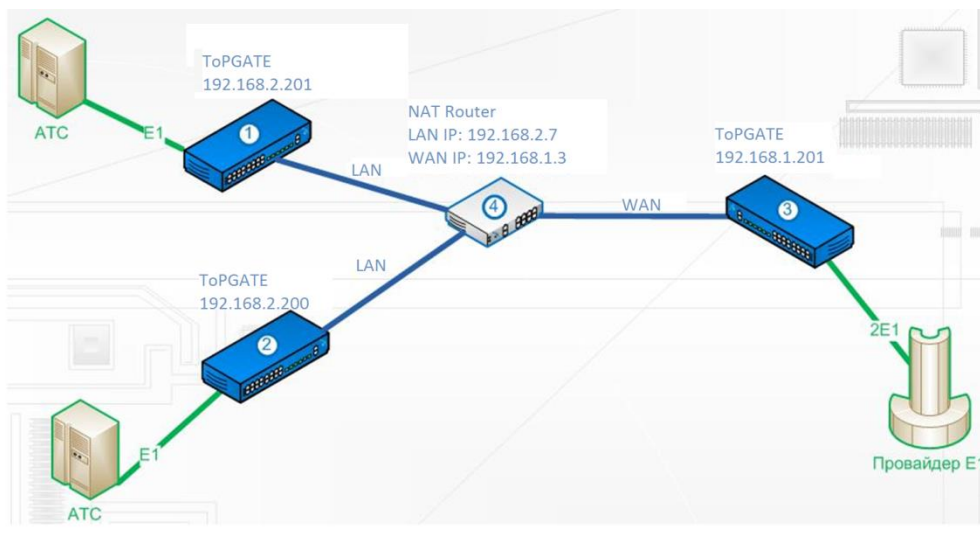 ToPGATE
192.168.2.201
АТС
E1
1
LAN
NAT Router
LAN IP: 192.168.2.7
WAN IP: 192.168.1.3
4
WAN
ToPGATE
192.168.1.201
3
LAN
ToPGATE
192.168.2.200
2
2E1
E1
АТС
Провайдер E1